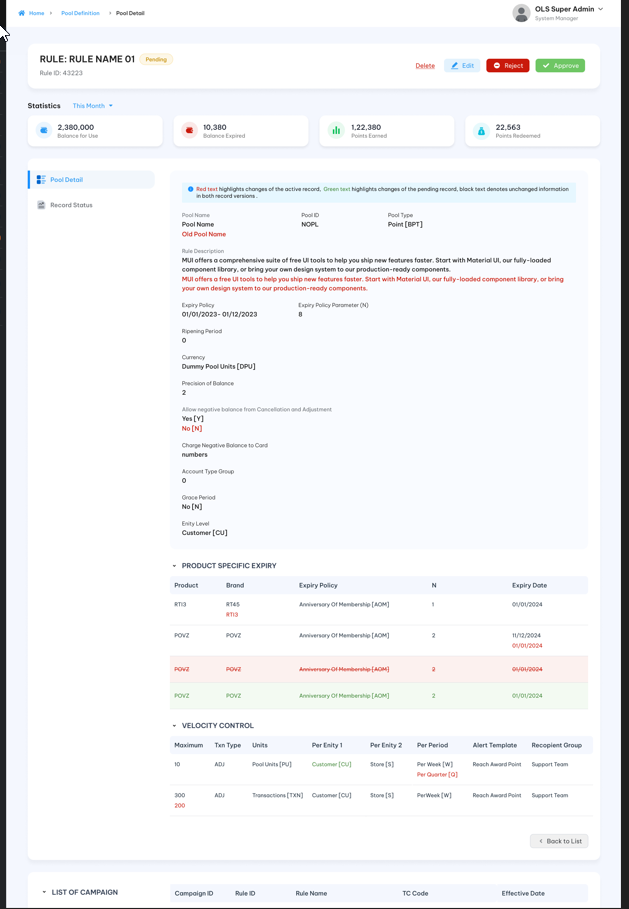 Home > Pool Definition > Pool Detail
OLS Super Admin
System Manager
RULE: RULE NAME 01 Pending
Rule ID: 43223
Delete Edit Reject Approve
Statistics This Month
2,380,000
Balance for Use
10,380
Balance Expired
1,22,380
Points Earned
22,563
Points Redeemed
Pool Detail
Record Status
Red text highlights changes of the active record, Green text highlights changes of the pending record, black text denotes unchanged information
in both record versions .
Pool Name Pool ID Pool Type
Pool Name NOPL Point [BPT]
Old Pool Name
Rule Description
MUI offers a comprehensive suite of free UI tools to help you ship new features faster. Start with Material UI, our fully-loaded
component library, or bring your own design system to our production-ready components.
MUI offers a free UI tools to help you ship new features faster. Start with Material UI, our fully-loaded component library, or bring
your own design system to our production-ready components.
Expiry Policy Expiry Policy Parameter (N)
01/01/2023- 01/12/2023 8
Ripening Period
0
Currency
Dummy Pool Units [DPU]
Precision of Balance
2
Allow negative balance from Cancellation and Adjustment
Yes [Y]
No [N]
Charge Negative Balance to Card
numbers
Account Type Group
0
Grace Period
No [N]
Enity Level
Customer [CU]
PRODUCT SPECIFIC EXPIRY
Product Brand Expiry Policy N Expiry Date
RT13 RT45 Anniversary Of Membership [AOM] 1 01/01/2024
RT13
POVZ POVZ Anniversary Of Membership [AOM] 2 11/12/2024
01/01/2024
POVZ POVZ Anniversary Of Membership [AOM] 2 01/01/2024
POVZ POVZ Anniversary Of Membership [AOM] 2 01/01/2024
VELOCITY CONTROL
Maximum Txn Type Units Per Enity 1 Per Enity 2 Per Period Alert Template Recopient Group
10 ADJ Pool Units [PU] Customer [CU] Store [S] Per Week [W] Reach Award Point Support Team
Per Quarter [Q]
300 ADJ Transactions [TXN] Customer [CU] Store [S] PerWeek [W] Reach Award Point Support Team
200
< Back to List
LIST OF CAMPAIGN Campaign ID Rule ID Rule Name TC Code Effective Date